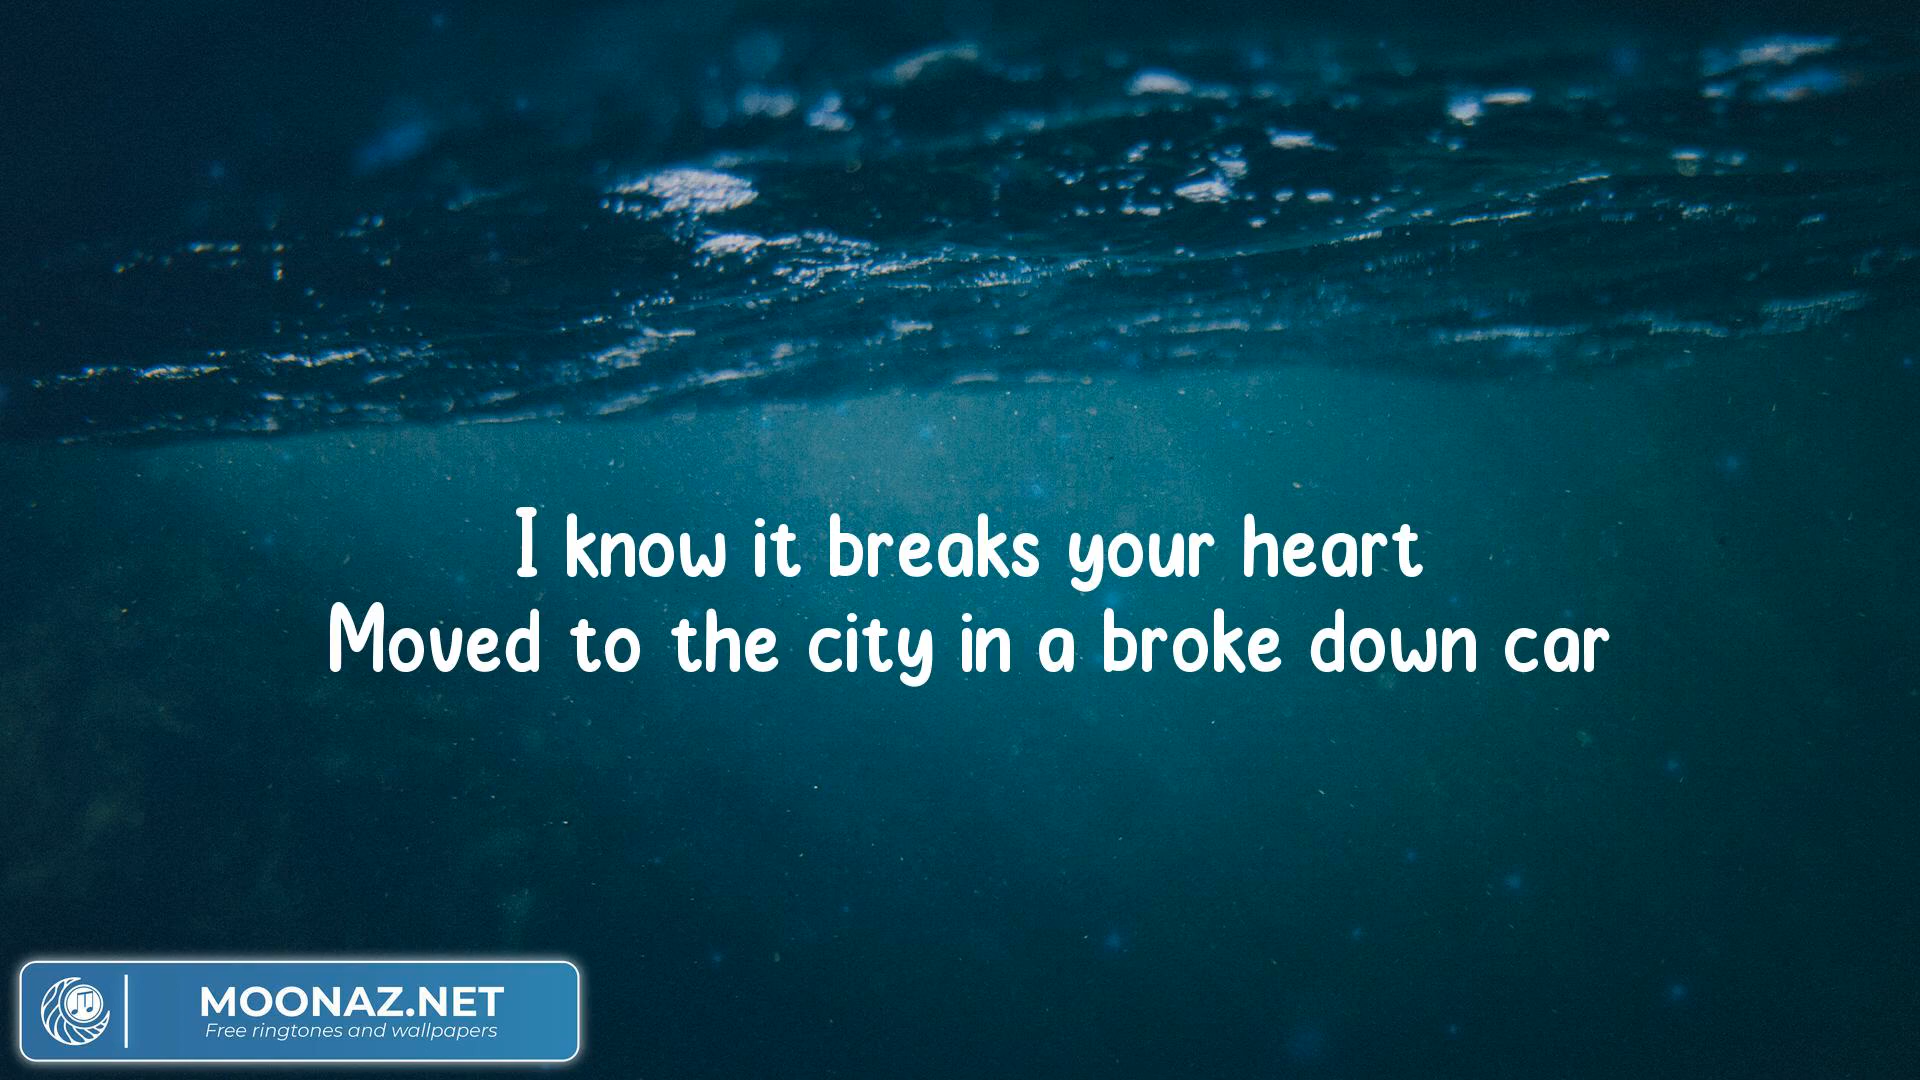 I know it breaks your heart
Moved to the city in a broke down car
MOONAZ.NET
Free ringtones and wallpapers